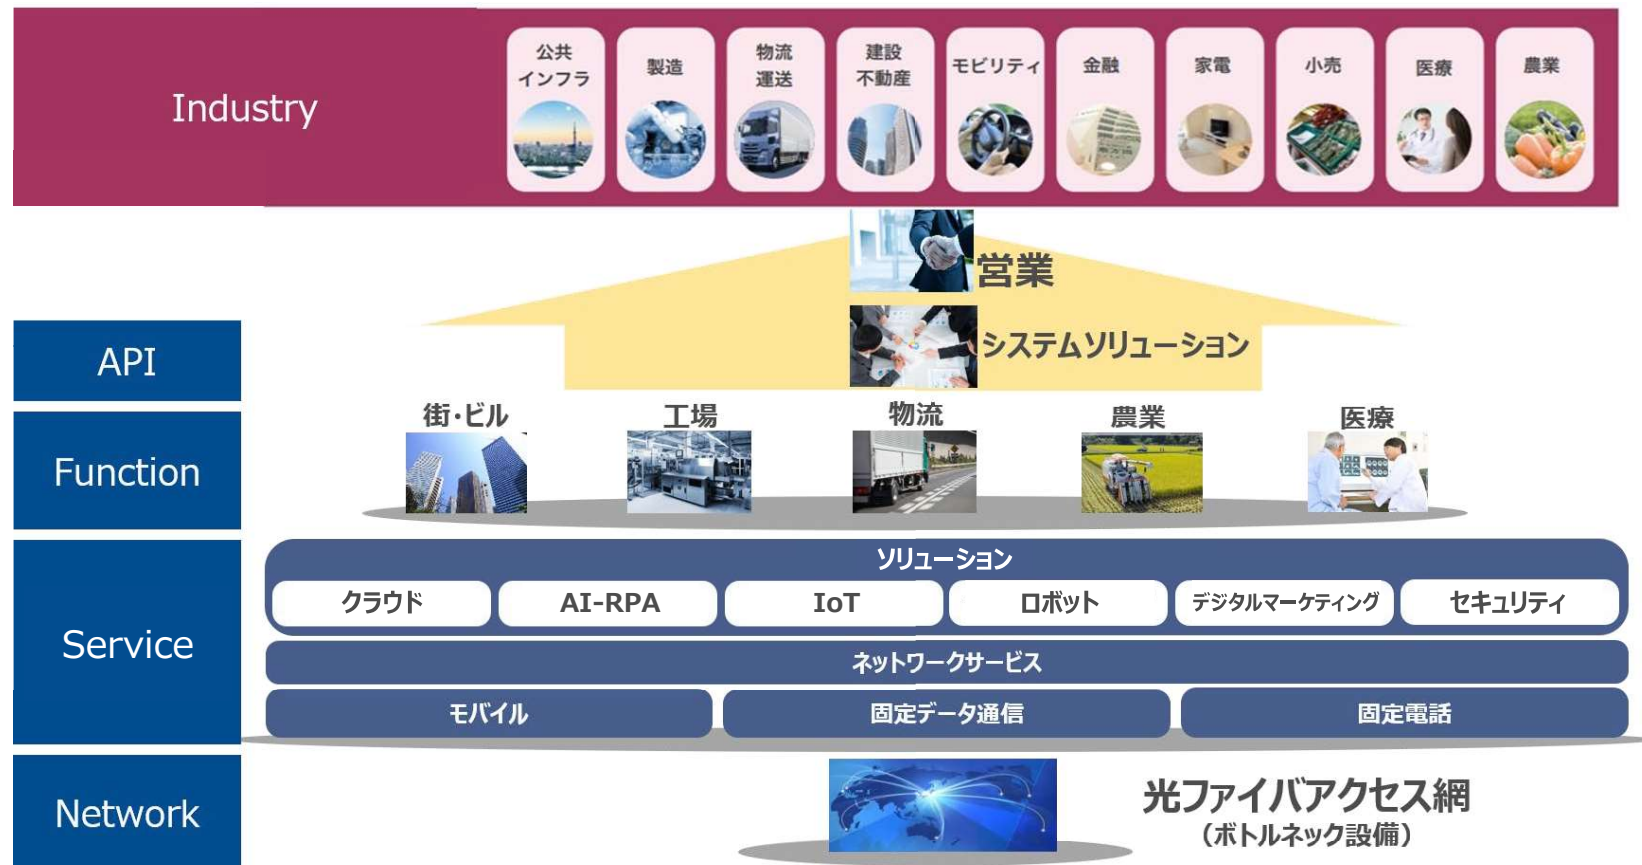 Industry
公共
インフラ
製造
物流
運送
建設
不動産
モビリティ
金融
家電
小売
医療
農業
営業
システムソリューション
API
Function
街・ビル
工場
物流
農業
医療
Service
ソリューション
クラウド
AI-RPA
IoT
ロボット
デジタルマーケティング
セキュリティ
ネットワークサービス
モバイル
固定データ通信
固定電話
Network
光ファイバアクセス網
(ボトルネック設備)